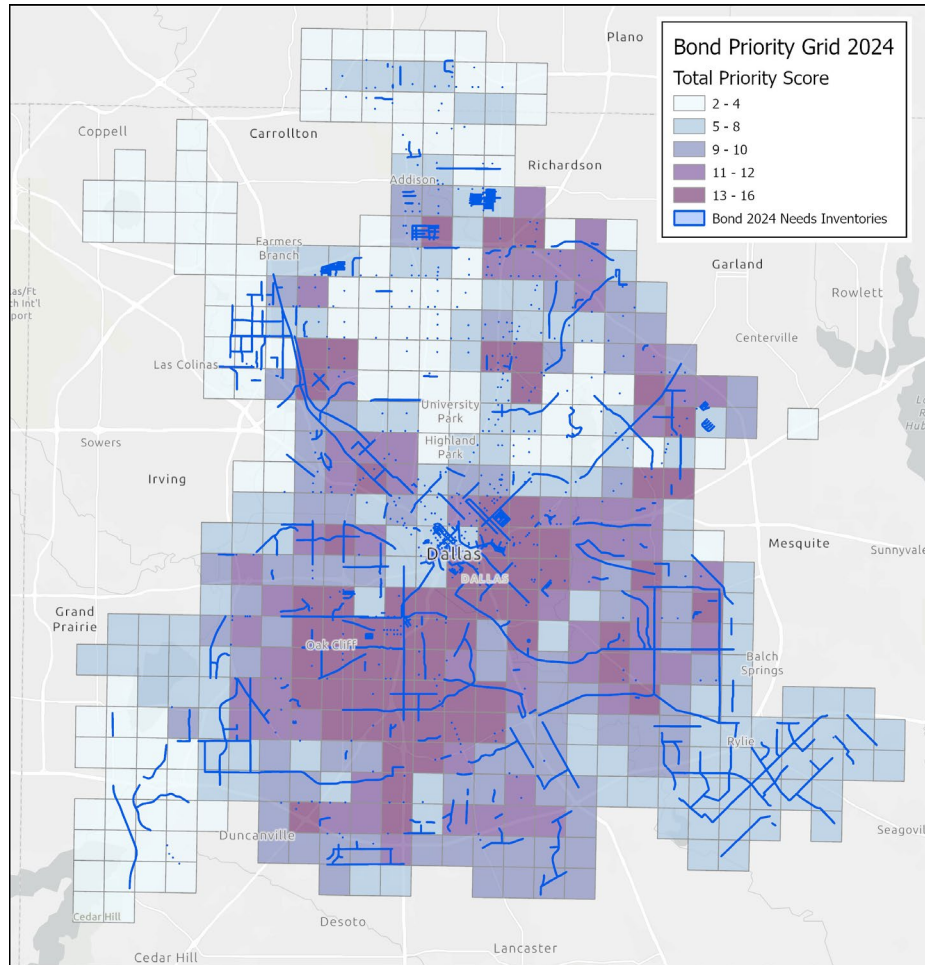 Plano
Bond Priority Grid 2024
Total Priority Score
2 - 4
5 - 8
9 - 10
11 - 12
13 - 16
Bond 2024 Needs Inventories
Coppell
Carrollton
Richardson
Addison
Farmers
Branch
Garland
Rowlett
Centerville
Las Colinas
University
Park
Highland
Park
Sowers
Irving
Dallas
DALLAS
Mesquite
Sunnyvale
Grand
Prairie
Oak Cliff
Balch
Springs
Rylie
Duncanville
Seagovil
Cedar Hill
Desoto
Cedar Hill
Lancaster